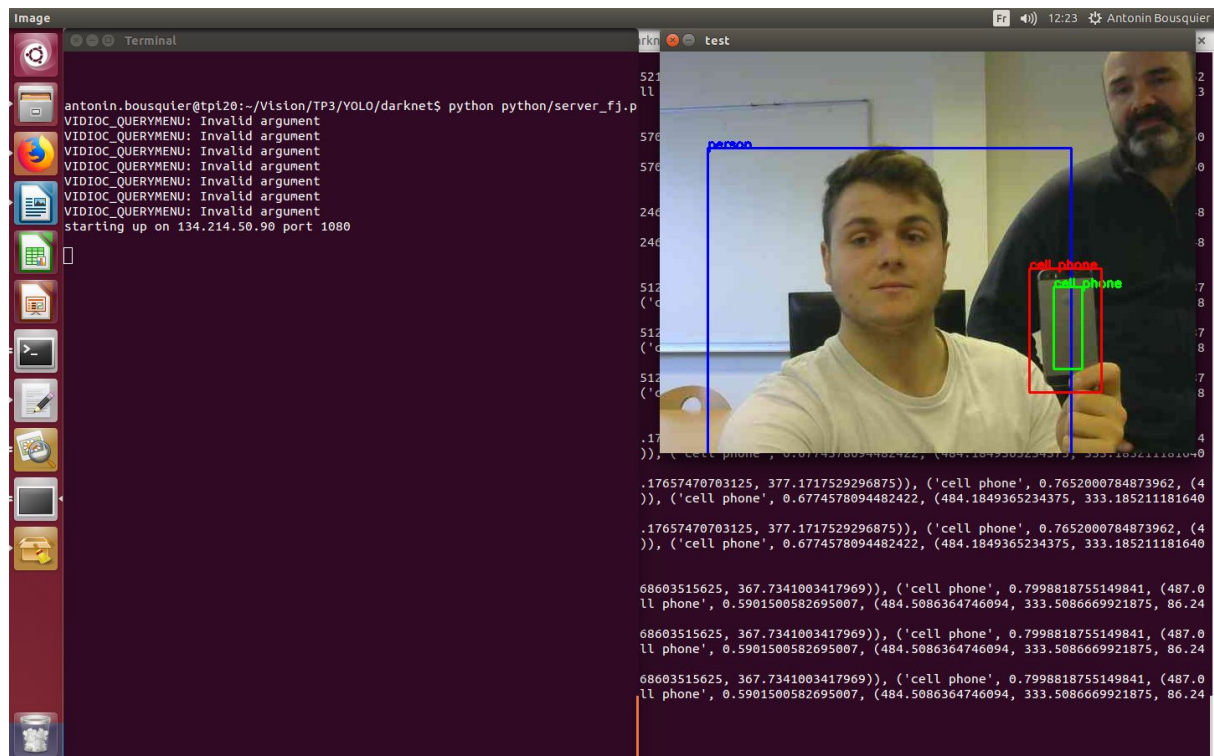 Image
Fr
12:23
Antonin Bousquier
Terminal
test
antonin.bousquier@tpi20:~/Vision/TP3/YOLO/darknet$ python python/server_fj.p
VIDIOC_QUERYMENU: Invalid argument
VIDIOC_QUERYMENU: Invalid argument
VIDIOC_QUERYMENU: Invalid argument
VIDIOC_QUERYMENU: Invalid argument
VIDIOC_QUERYMENU: Invalid argument
VIDIOC_QUERYMENU: Invalid argument
VIDIOC_QUERYMENU: Invalid argument
starting up on 134.214.50.90 port 1080
person
cell phone
cell phone
.17657470703125, 377.1717529296875)), ('cell phone', 0.7652000784873962, (4
)), ('cell phone', 0.6774578094482422, (484.1849365234375, 333.185211181640
.17657470703125, 377.1717529296875)), ('cell phone', 0.7652000784873962, (4
)), ('cell phone', 0.6774578094482422, (484.1849365234375, 333.185211181640
68603515625, 367.7341003417969)), ('cell phone', 0.7998818755149841, (487.0
ll phone', 0.5901500582695007, (484.5086364746094, 333.5086669921875, 86.24
68603515625, 367.7341003417969)), ('cell phone', 0.7998818755149841, (487.0
ll phone', 0.5901500582695007, (484.5086364746094, 333.5086669921875, 86.24
68603515625, 367.7341003417969)), ('cell phone', 0.7998818755149841, (487.0
ll phone', 0.5901500582695007, (484.5086364746094, 333.5086669921875, 86.24